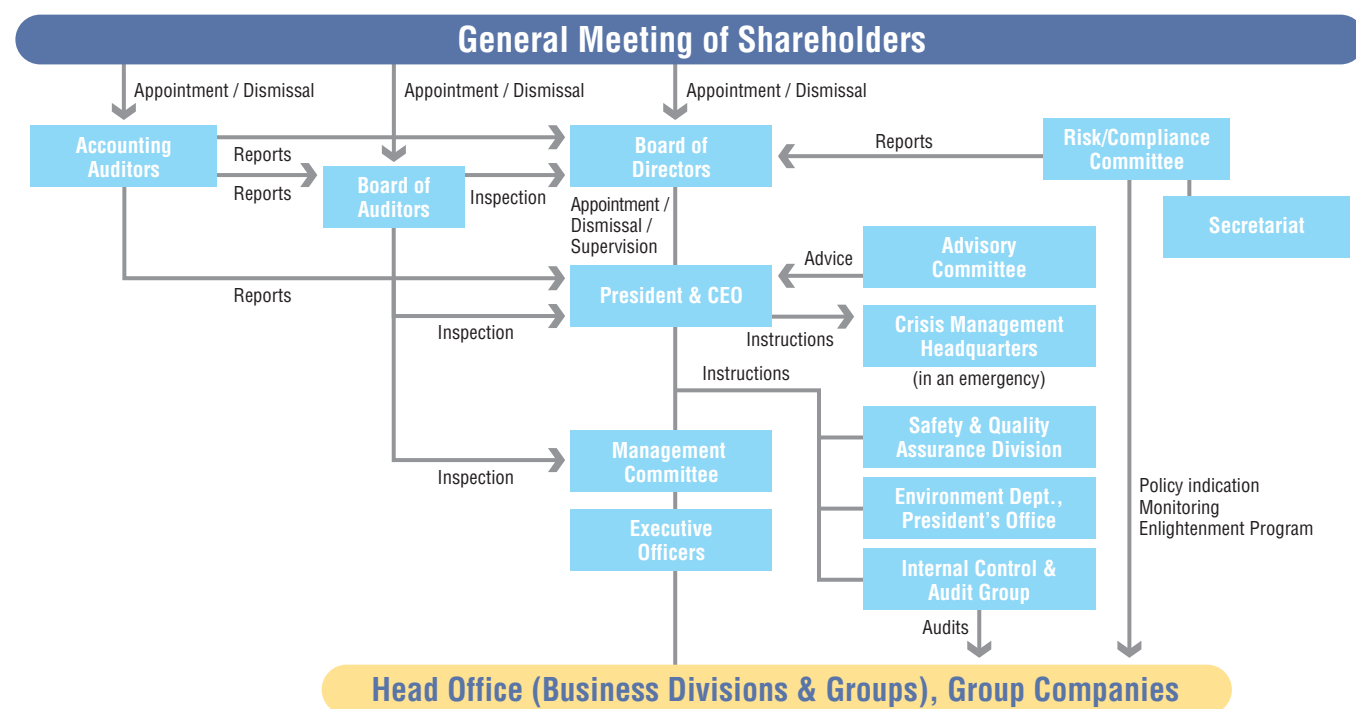 General Meeting of Shareholders
Appointment / Dismissal
Appointment / Dismissal
Appointment / Dismissal
Accounting
Auditors
Reports
Reports
Board of
Auditors
Inspection
Board of
Directors
Reports
Risk/Compliance
Committee
Secretariat
Appointment /
Dismissal /
Supervision
Advice
Advisory
Committee
Reports
President & CEO
Inspection
Instructions
Crisis Management
Headquarters
(in an emergency)
Instructions
Safety & Quality
Assurance Division
Management
Committee
Inspection
Environment Dept.,
President's Office
Policy indication
Monitoring
Enlightenment Program
Executive
Officers
Internal Control &
Audit Group
Audits
Head Office (Business Divisions & Groups), Group Companies